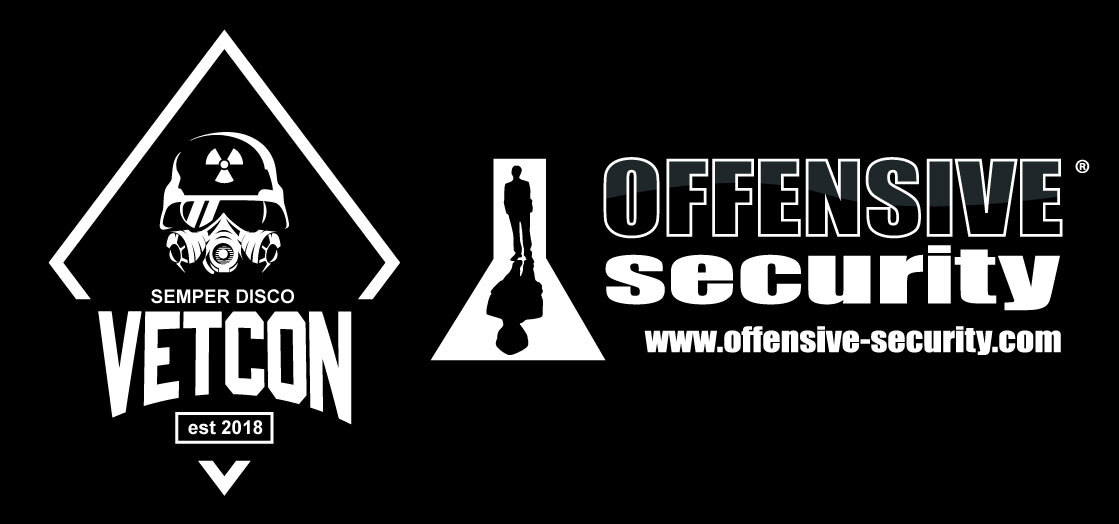 SEMPER DISCO
VETCON
est 2018
OFFENSIVE®
security
www.offensive-security.com